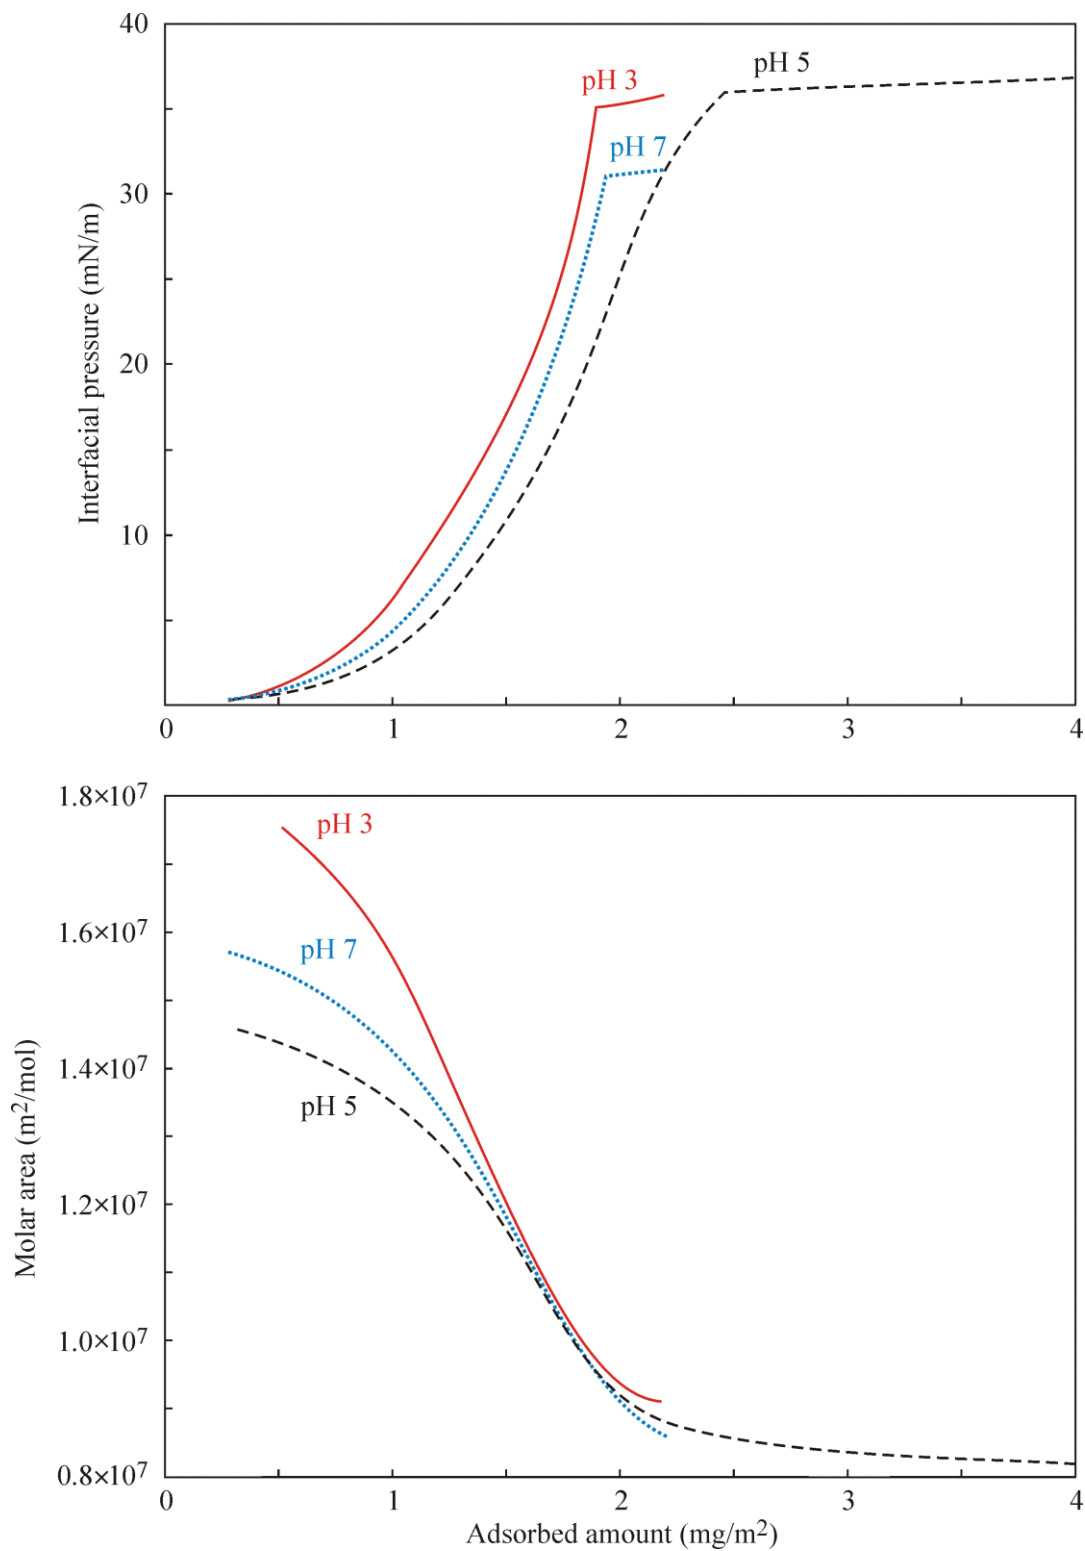 40
30
20
10
Interfacial pressure (mN/m)
pH 3
pH 5
pH 7
0 1 2 3 4
1.8×10⁷
1.6×10⁷
1.4×10⁷
1.2×10⁷
1.0×10⁷
0.8×10⁷
Molar area (m²/mol)
pH 3
pH 7
pH 5
0 1 2 3 4
Adsorbed amount (mg/m²)